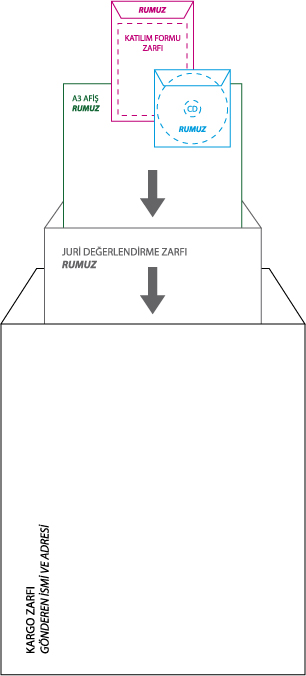 RUMUZ
KATILIM FORMU
ZARFI
A3 AFİŞ
RUMUZ
CD
RUMUZ
JURİ DEĞERLENDİRME ZARFI
RUMUZ
KARGO ZARFI
GÖNDEREN İSMİ VE ADRESİ